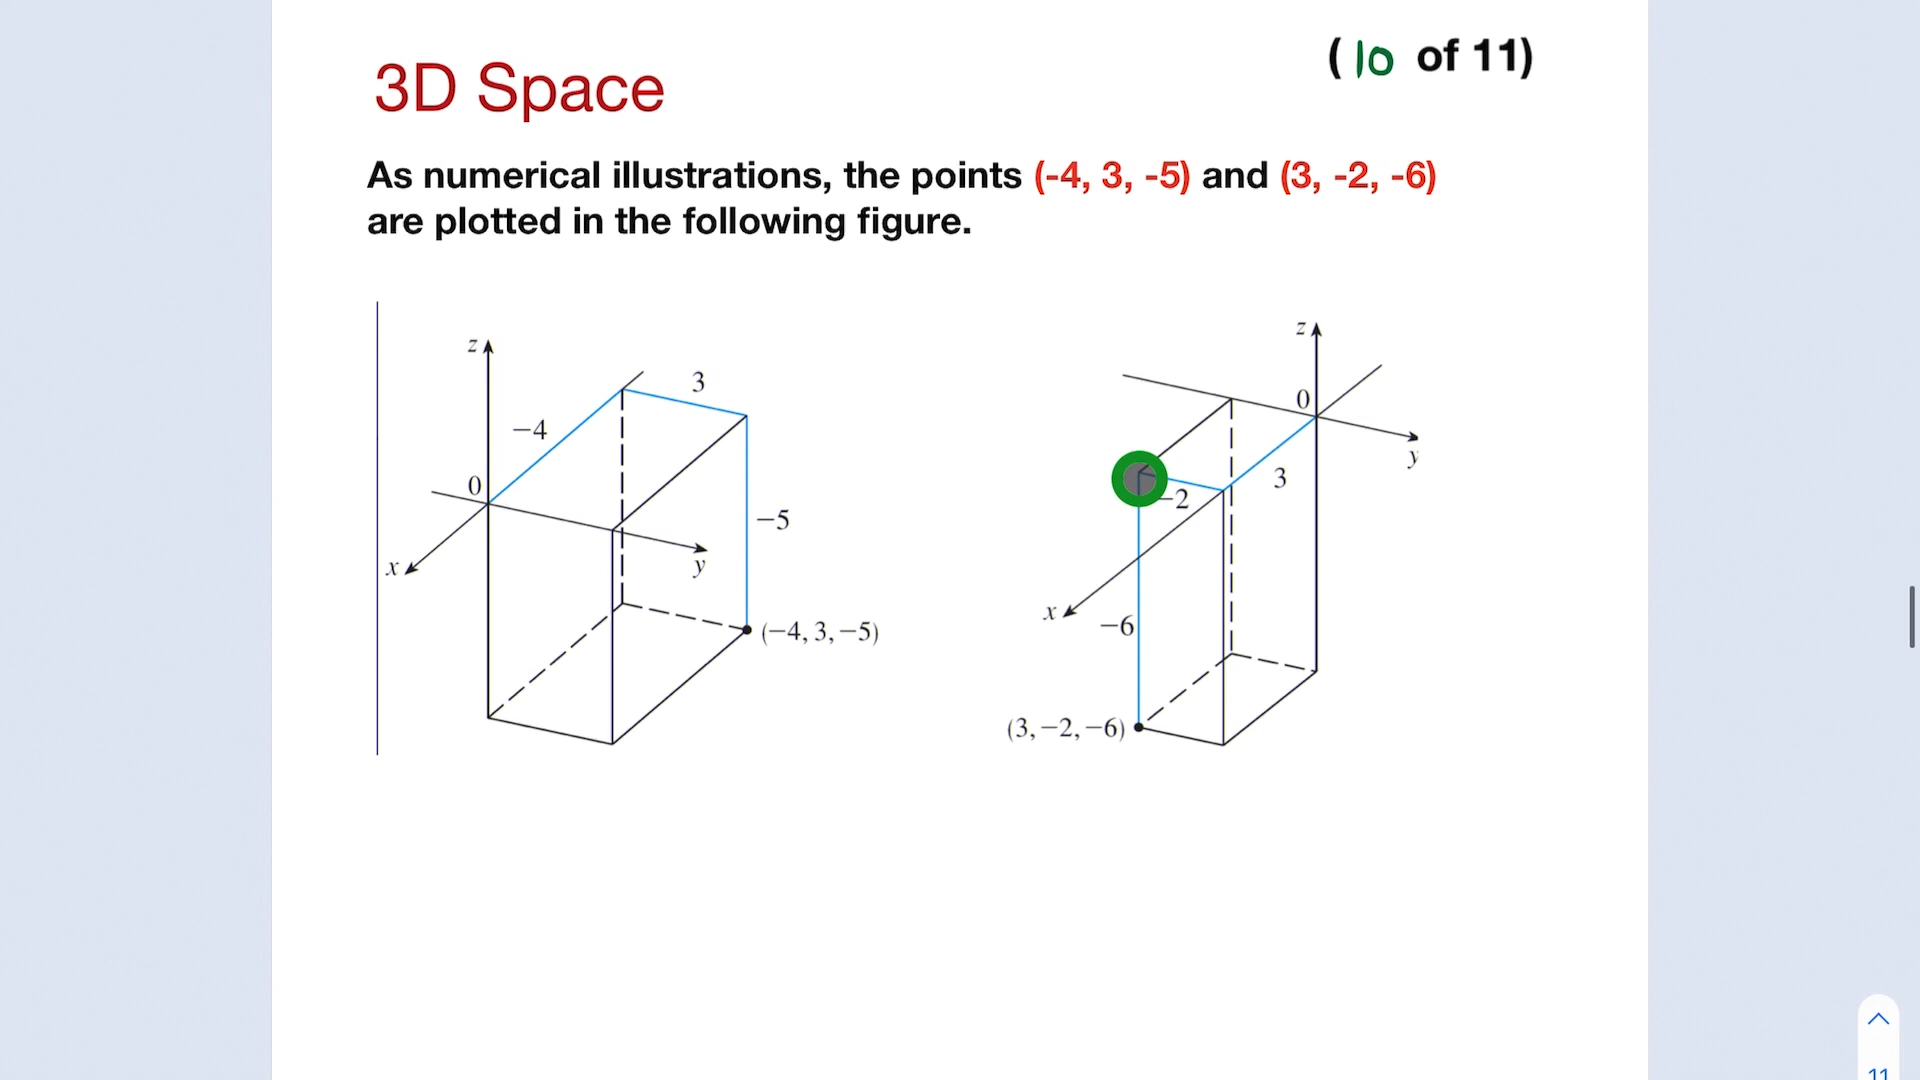 ( 10 of 11)
3D Space
As numerical illustrations, the points (-4, 3, -5) and (3, -2, -6)
are plotted in the following figure.
z
3
−4
0
−5
x
y
(−4, 3, −5)
z
0
y
3
−2
x
−6
(3, −2, −6)
11